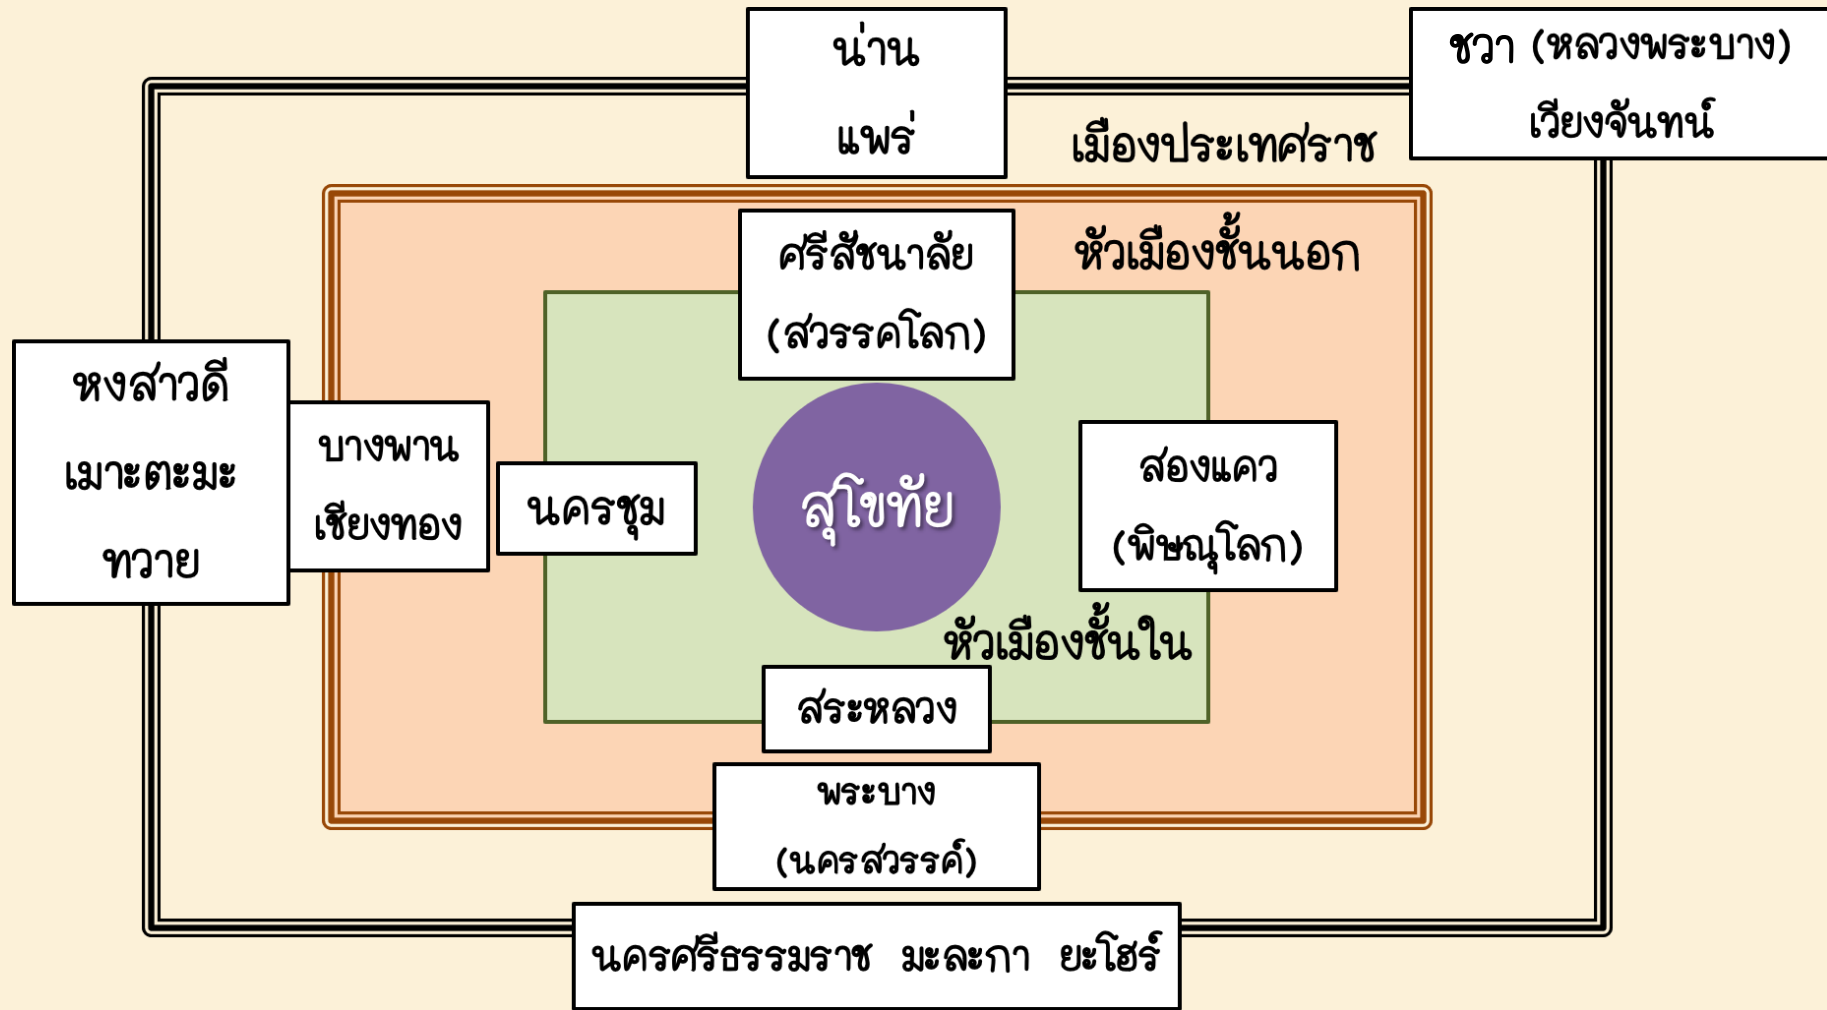 น่าน
แพร่
ชวา (หลวงพระบาง)
เวียงจันทน์
เมืองประเทศราช
ศรีสัชนาลัย
(สวรรคโลก)
หัวเมืองชั้นนอก
หงสาวดี
เมาะตะมะ
ทวาย
บางพาน
เชียงทอง
นครชุม
สุโขทัย
สองแคว
(พิษณุโลก)
หัวเมืองชั้นใน
สระหลวง
พระบาง
(นครสวรรค์)
นครศรีธรรมราช มะละกา ยะโฮร์